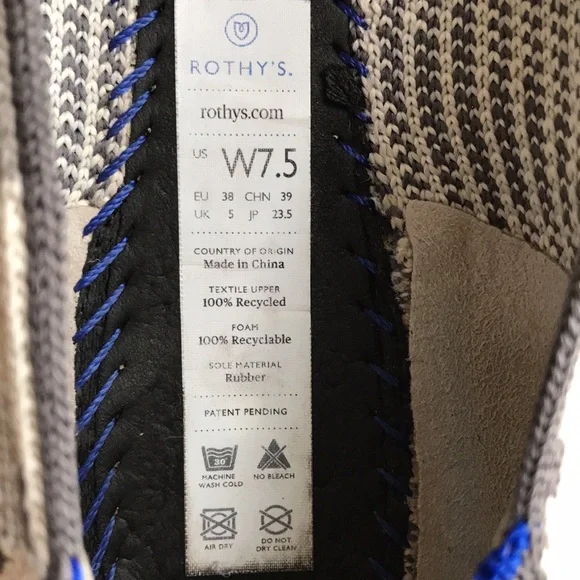 ROTHY'S.
rothys.com
US W7.5
EU 38 CHN 39
UK 5 JP 23.5
COUNTRY OF ORIGIN
Made in China
TEXTILE UPPER
100% Recycled
FOAM
100% Recyclable
SOLE MATERIAL
Rubber
PATENT PENDING
30°
MACHINE NO BLEACH
WASH COLD
AIR DRY DO NOT
DRY CLEAN